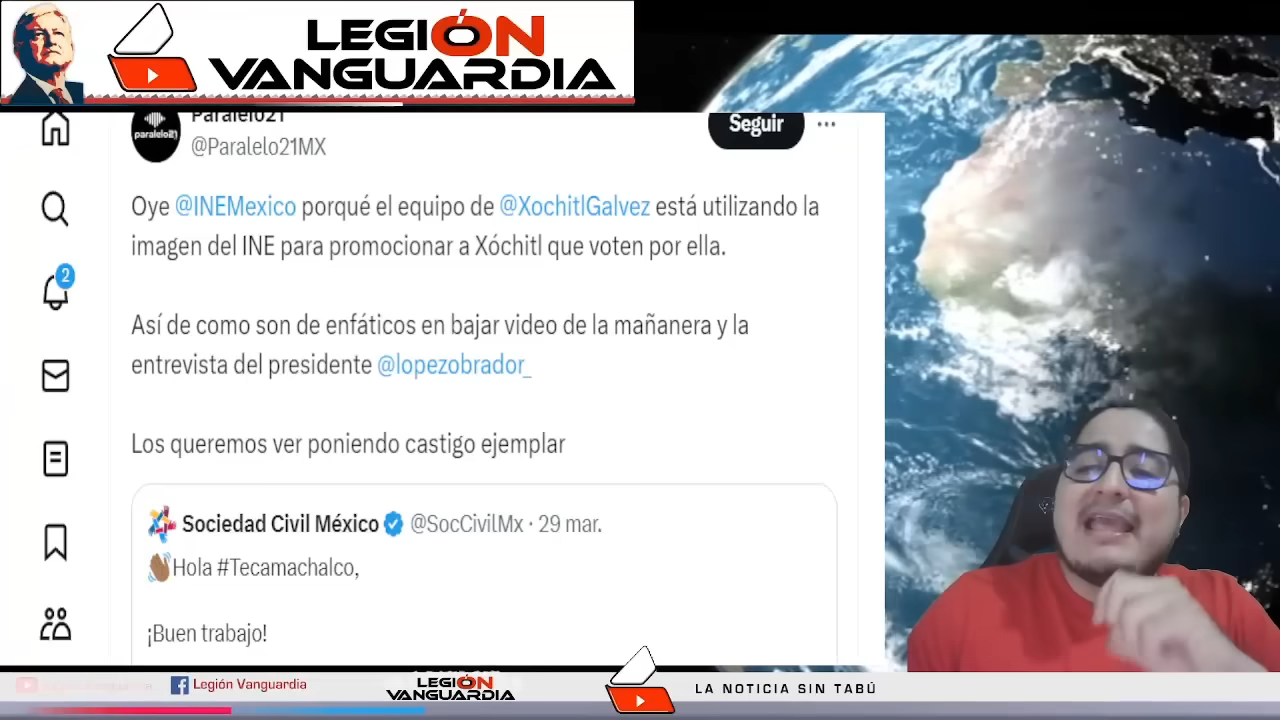 LEGIÓN
VANGUARDIA
Paralelo21
paralelo21
@Paralelo21MX
Seguir
Oye @INEMexico porqué el equipo de @XochitlGalvez está utilizando la
imagen del INE para promocionar a Xóchitl que voten por ella.
Así de como son de enfáticos en bajar video de la mañanera y la
entrevista del presidente @lopezobrador_
Los queremos ver poniendo castigo ejemplar
2
Sociedad Civil México @SocCivilMx · 29 mar.
👋🏾Hola #Tecamachalco,
¡Buen trabajo!
Legión Vanguardia
LEGIÓN
VANGUARDIA
LA NOTICIA SIN TABÚ